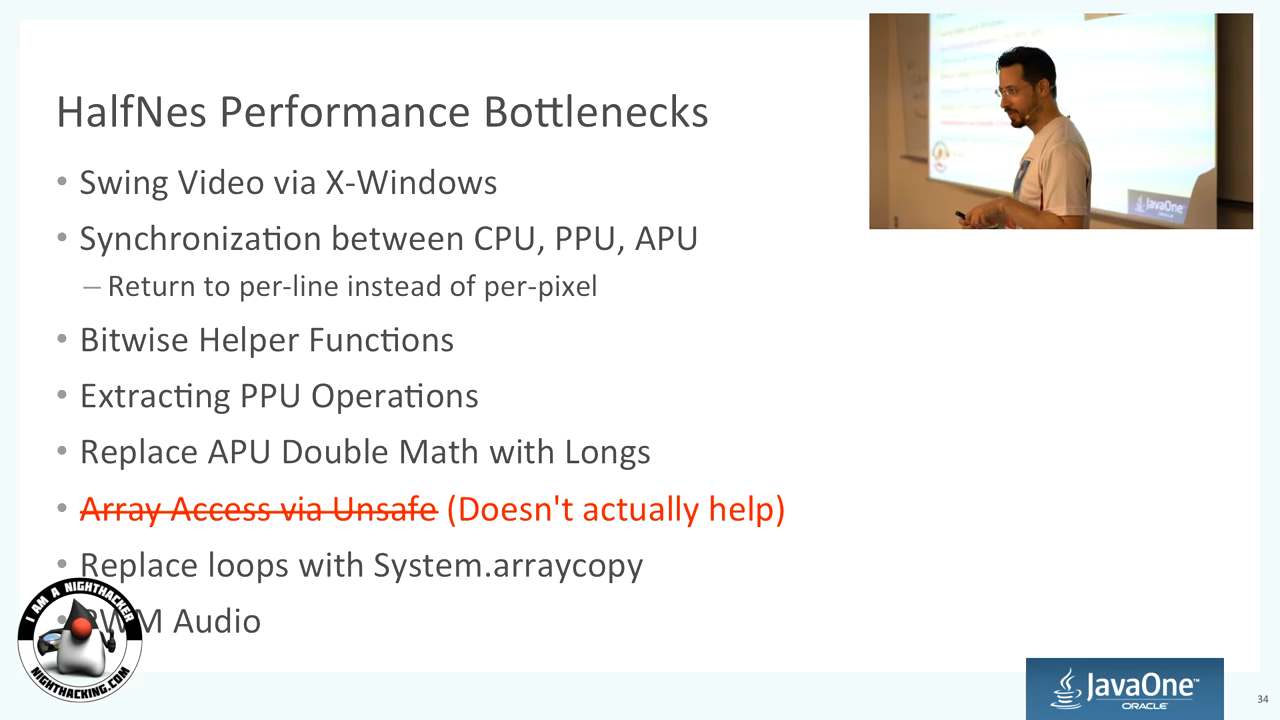 HalfNes Performance Bottlenecks
• Swing Video via X-Windows
• Synchronization between CPU, PPU, APU
– Return to per-line instead of per-pixel
• Bitwise Helper Functions
• Extracting PPU Operations
• Replace APU Double Math with Longs
• Array Access via Unsafe (Doesn't actually help)
• Replace loops with System.arraycopy
• PWM Audio
I AM A NIGHTHACKER
NIGHTHACKING.COM
JavaOne
JavaOne™
ORACLE
34